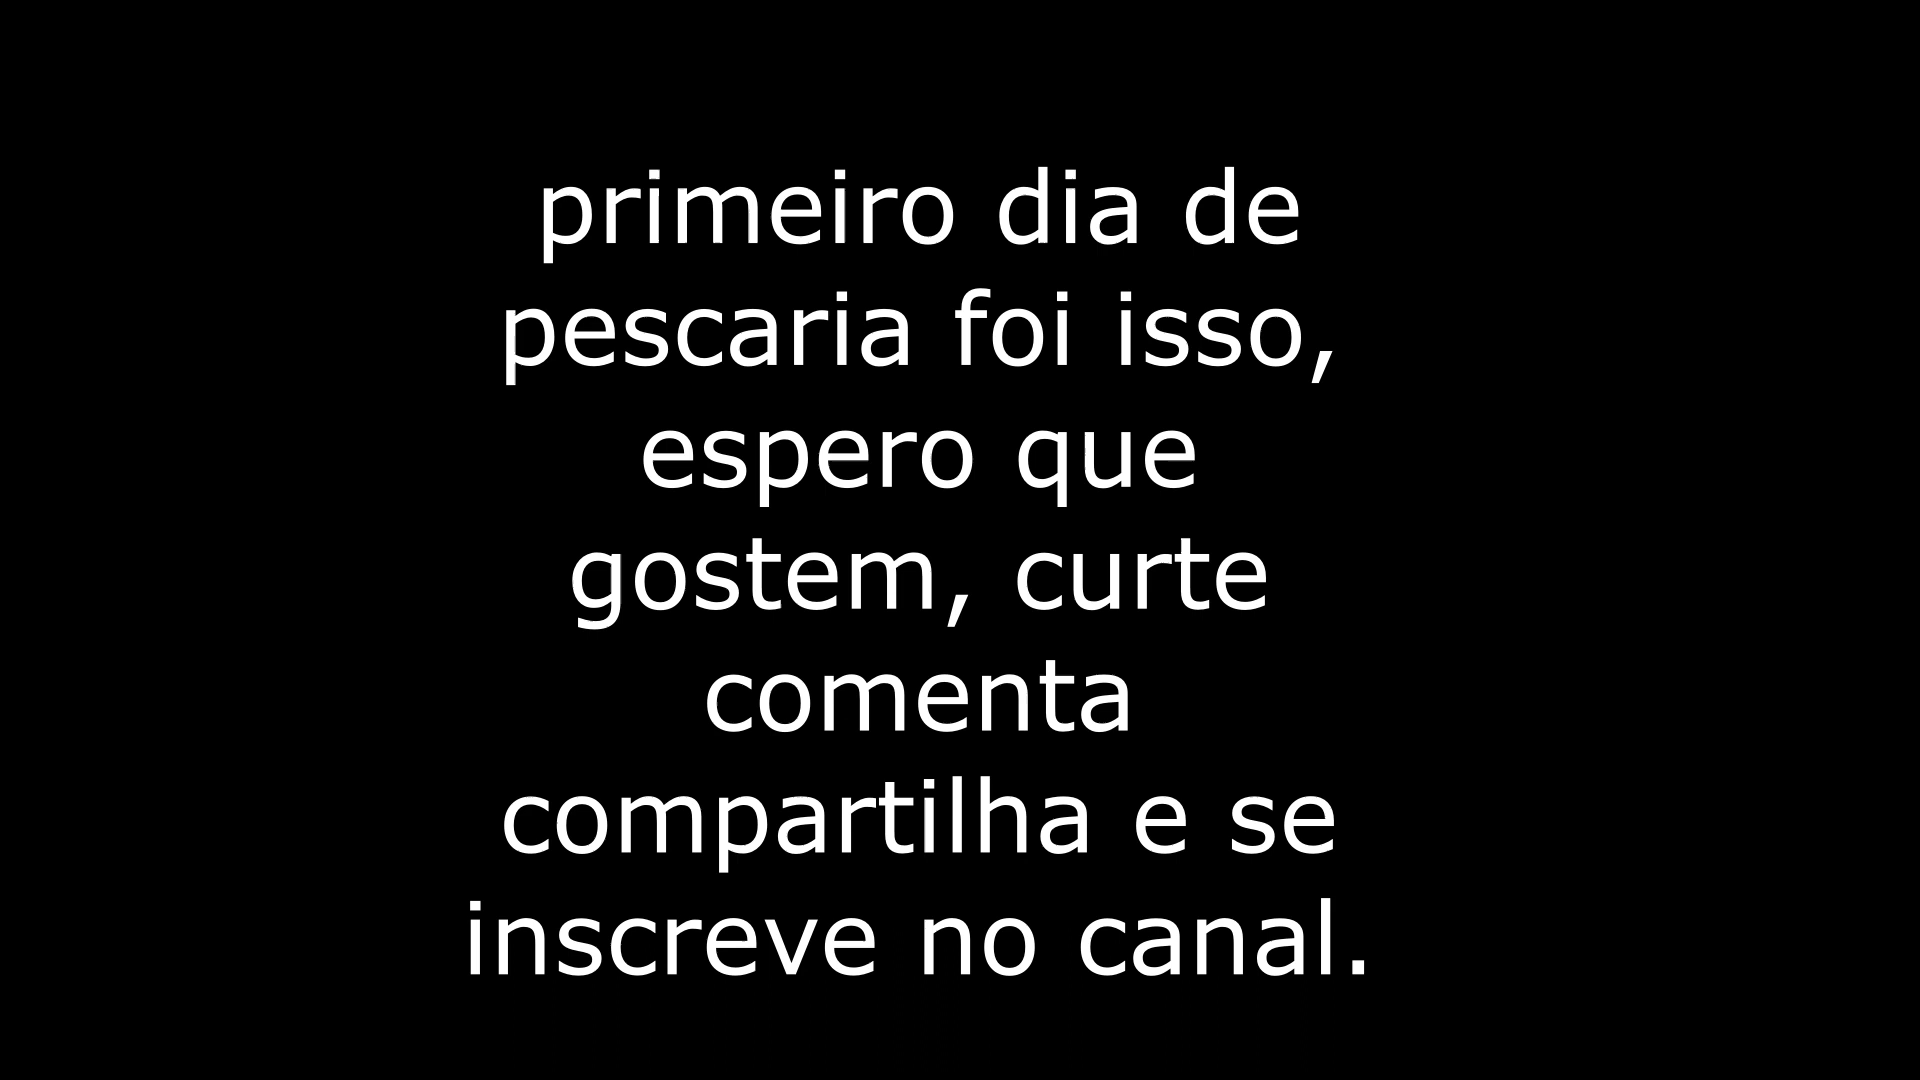 primeiro dia de
pescaria foi isso,
espero que
gostem, curte
comenta
compartilha e se
inscreve no canal.